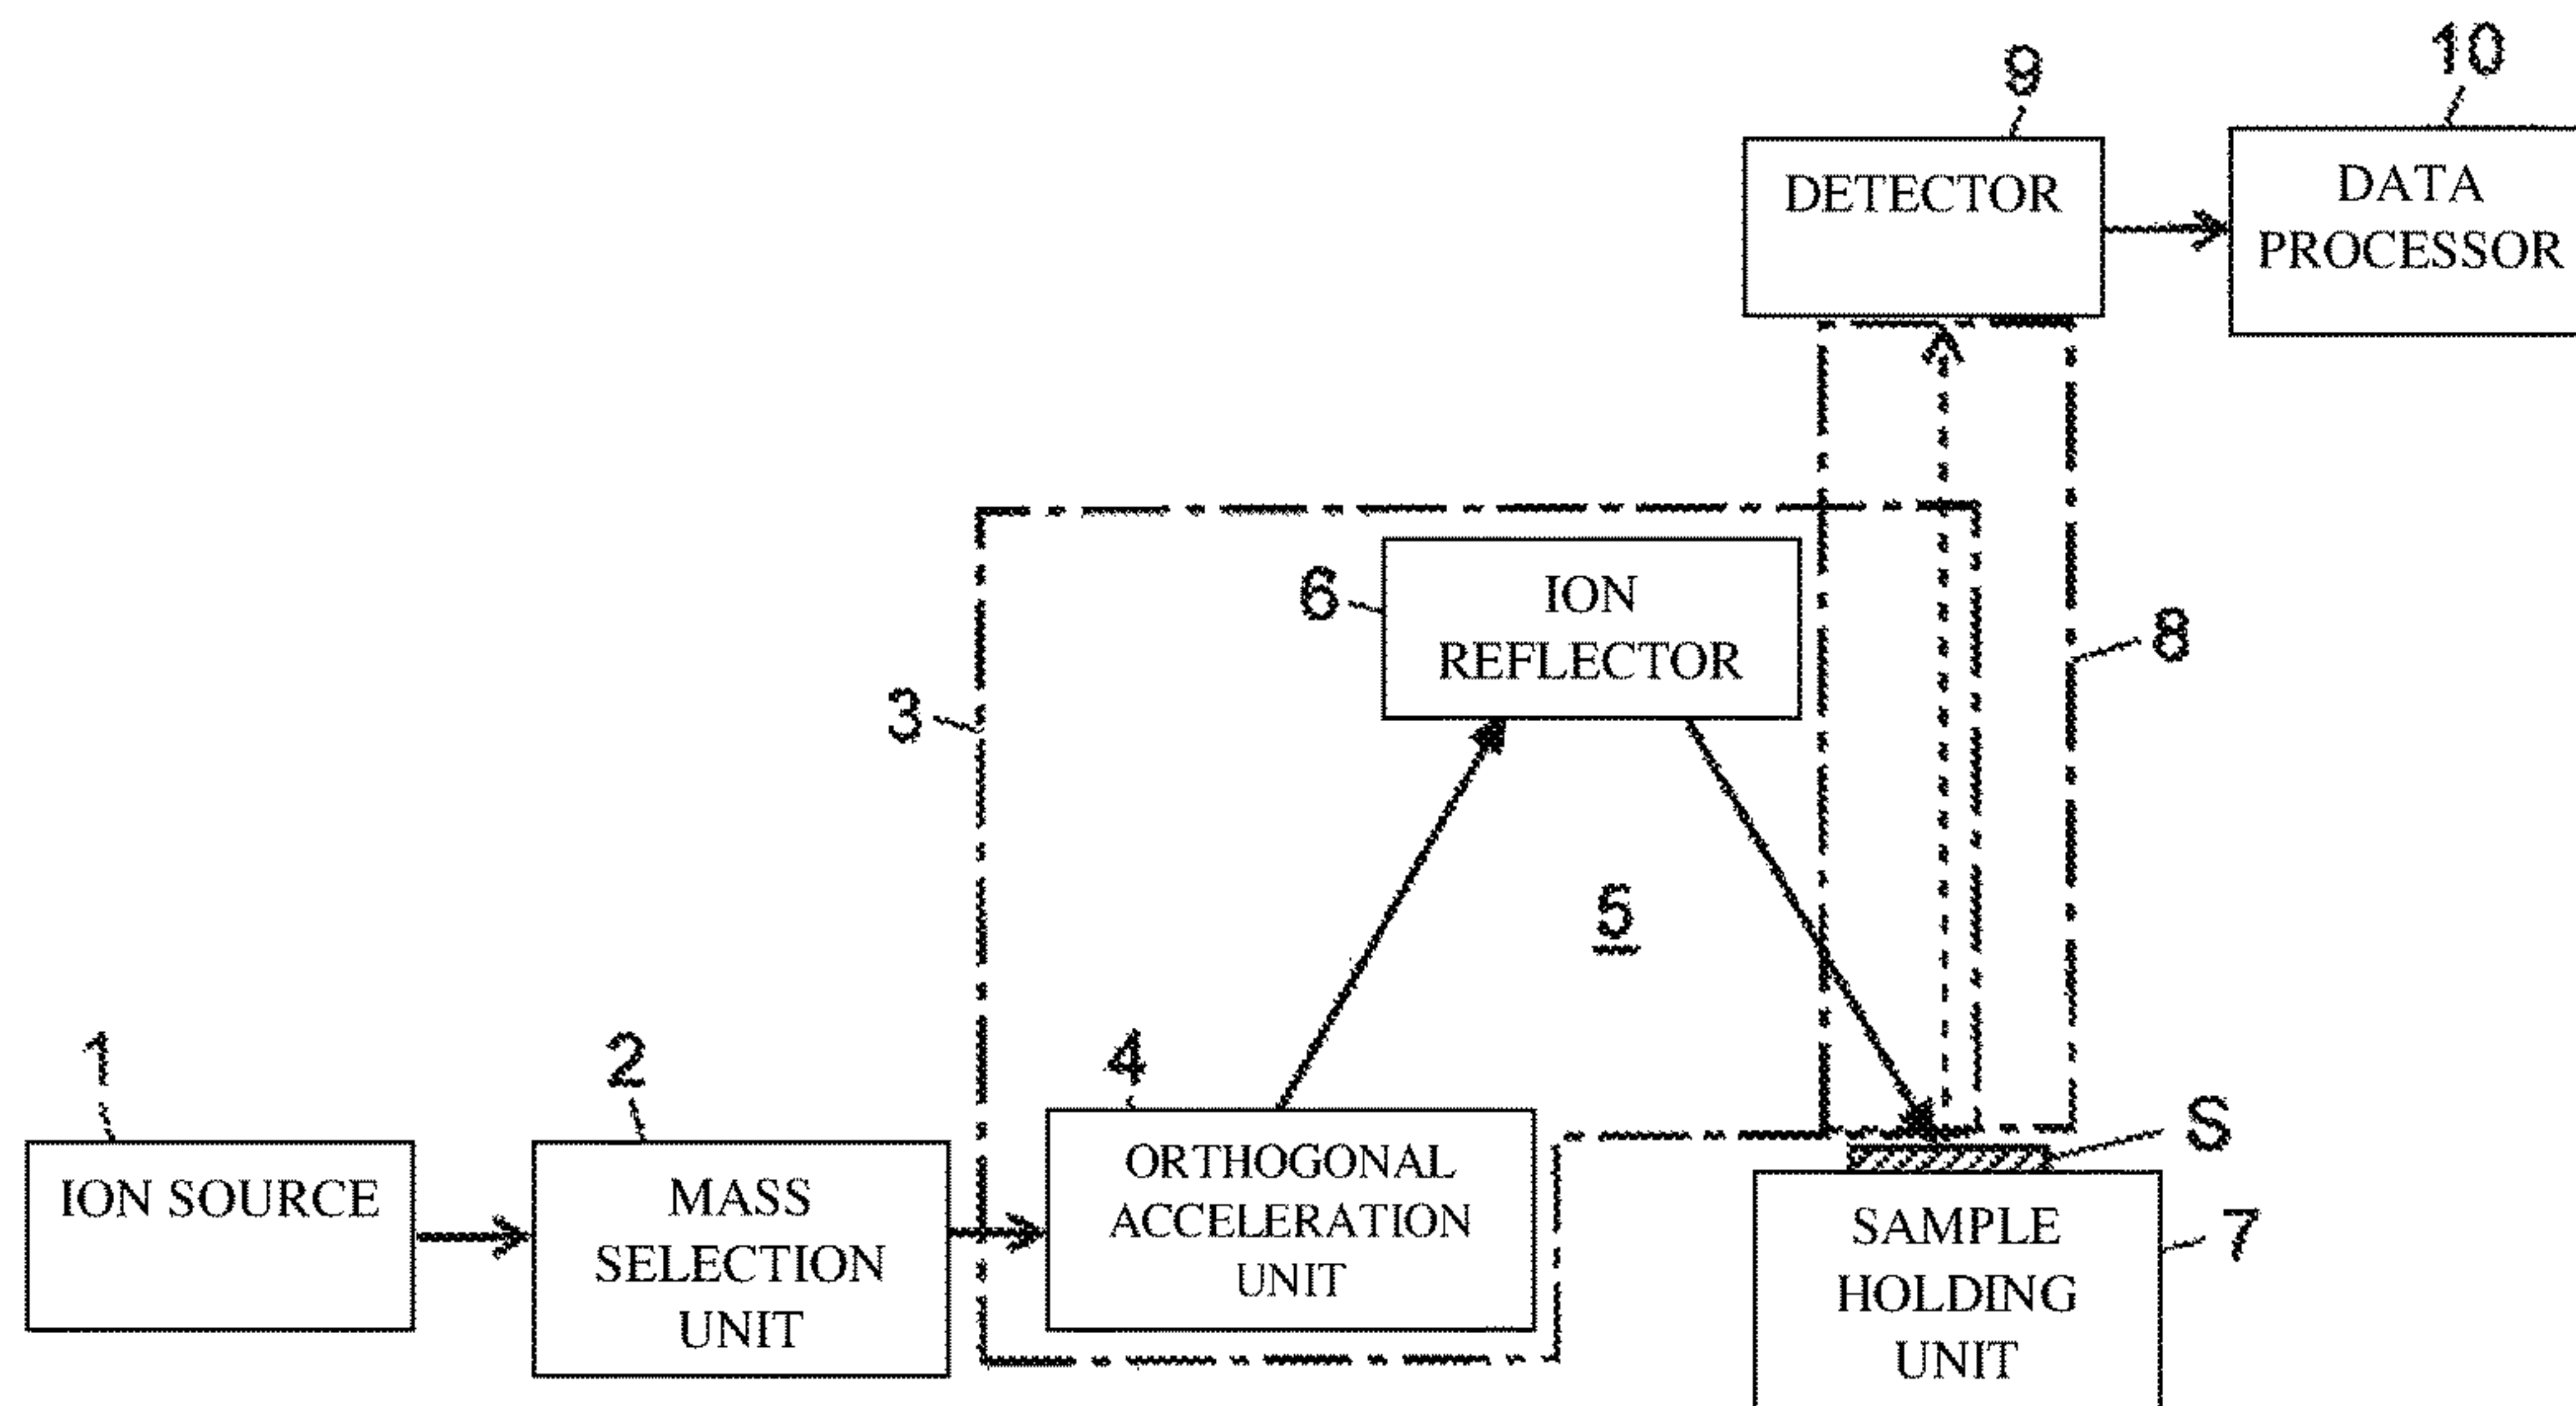 10
9
DETECTOR
DATA
PROCESSOR
6
ION
REFLECTOR
8
3
5
1
2
4
S
ION SOURCE
MASS
SELECTION
UNIT
ORTHOGONAL
ACCELERATION
UNIT
SAMPLE
HOLDING
UNIT
7